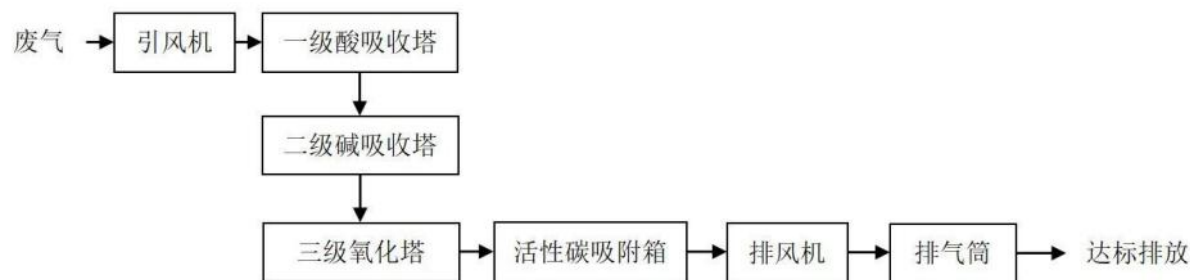 废气
引风机
一级酸吸收塔
二级碱吸收塔
三级氧化塔
活性碳吸附箱
排风机
排气筒
达标排放